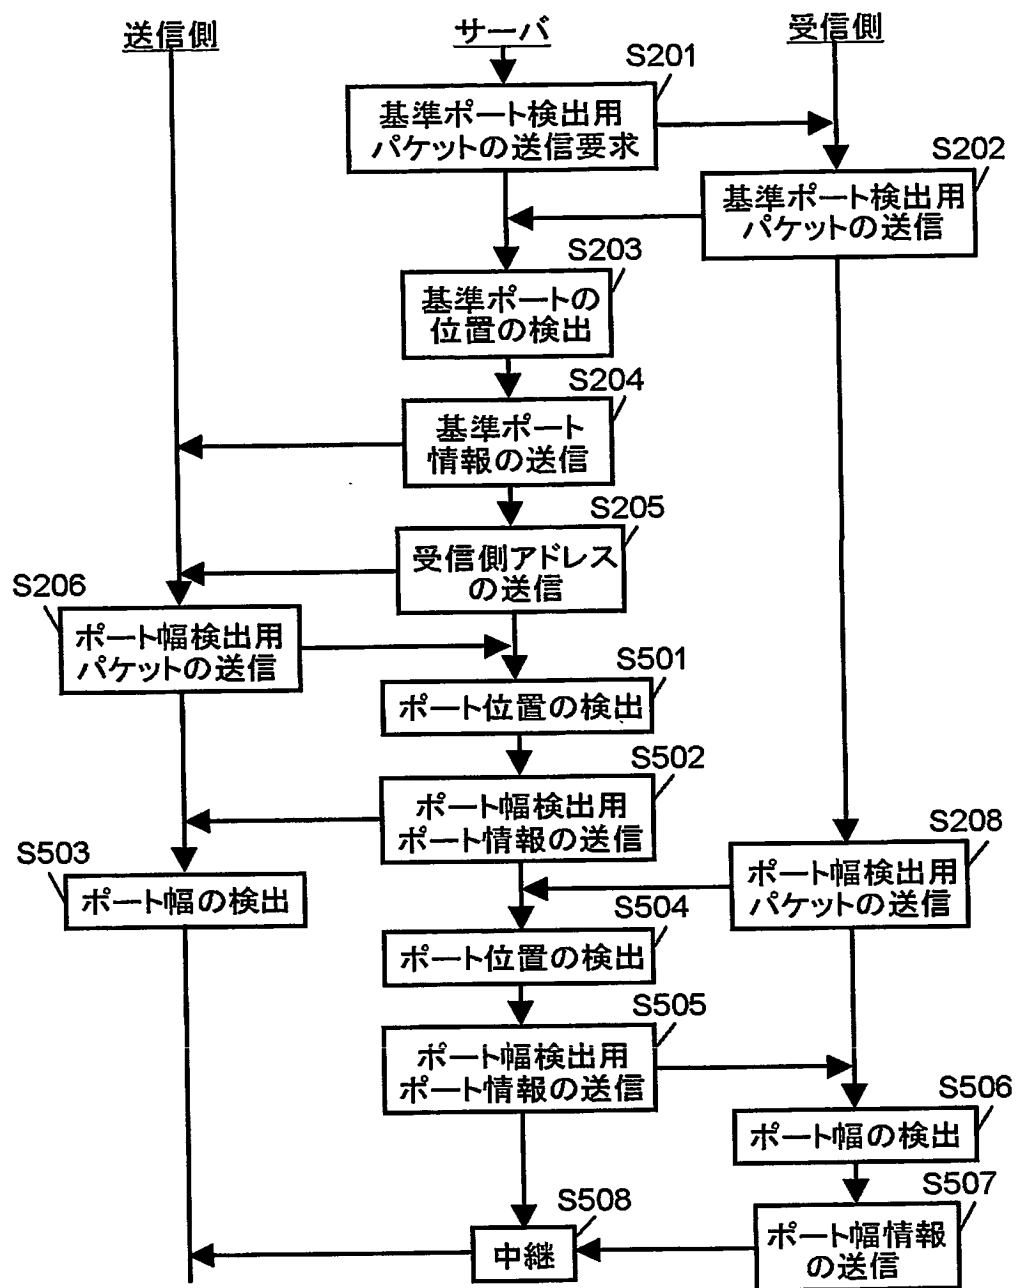 送信側
サーバ
受信側
S201
基準ポート検出用
パケットの送信要求
S202
基準ポート検出用
パケットの送信
S203
基準ポートの
位置の検出
S204
基準ポート
情報の送信
S205
受信側アドレス
の送信
S206
ポート幅検出用
パケットの送信
S501
ポート位置の検出
S502
ポート幅検出用
ポート情報の送信
S503
ポート幅の検出
S208
ポート幅検出用
パケットの送信
S504
ポート位置の検出
S505
ポート幅検出用
ポート情報の送信
S506
ポート幅の検出
S507
ポート幅情報
の送信
S508
中継